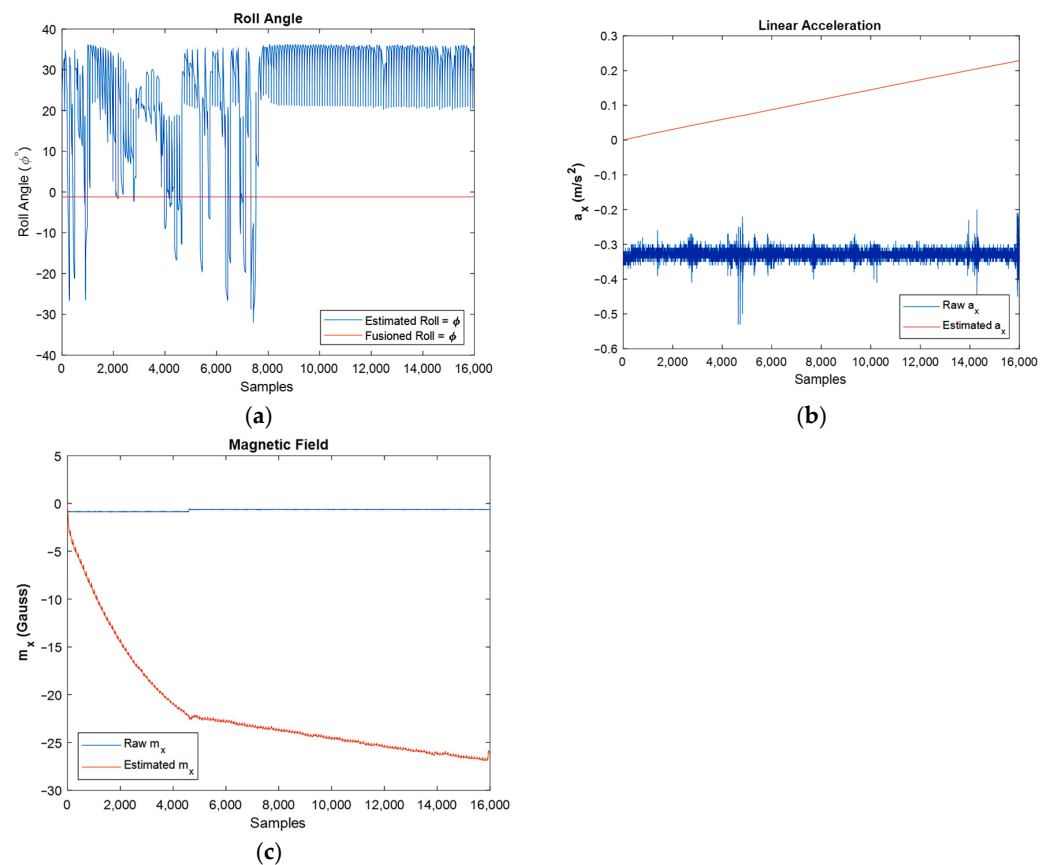 Roll Angle
40
30
20
10
0
-10
-20
-30
-40
Roll Angle (ϕ°)
Estimated Roll = ϕ
Fusioned Roll = ϕ
0 2,000 4,000 6,000 8,000 10,000 12,000 14,000 16,000
Samples
(a)
Linear Acceleration
0.3
0.2
0.1
0
-0.1
-0.2
-0.3
-0.4
-0.5
-0.6
a_x (m/s²)
Raw a_x
Estimated a_x
0 2,000 4,000 6,000 8,000 10,000 12,000 14,000 16,000
Samples
(b)
Magnetic Field
5
0
-5
-10
-15
-20
-25
-30
m_x (Gauss)
Raw m_x
Estimated m_x
0 2,000 4,000 6,000 8,000 10,000 12,000 14,000 16,000
Samples
(c)